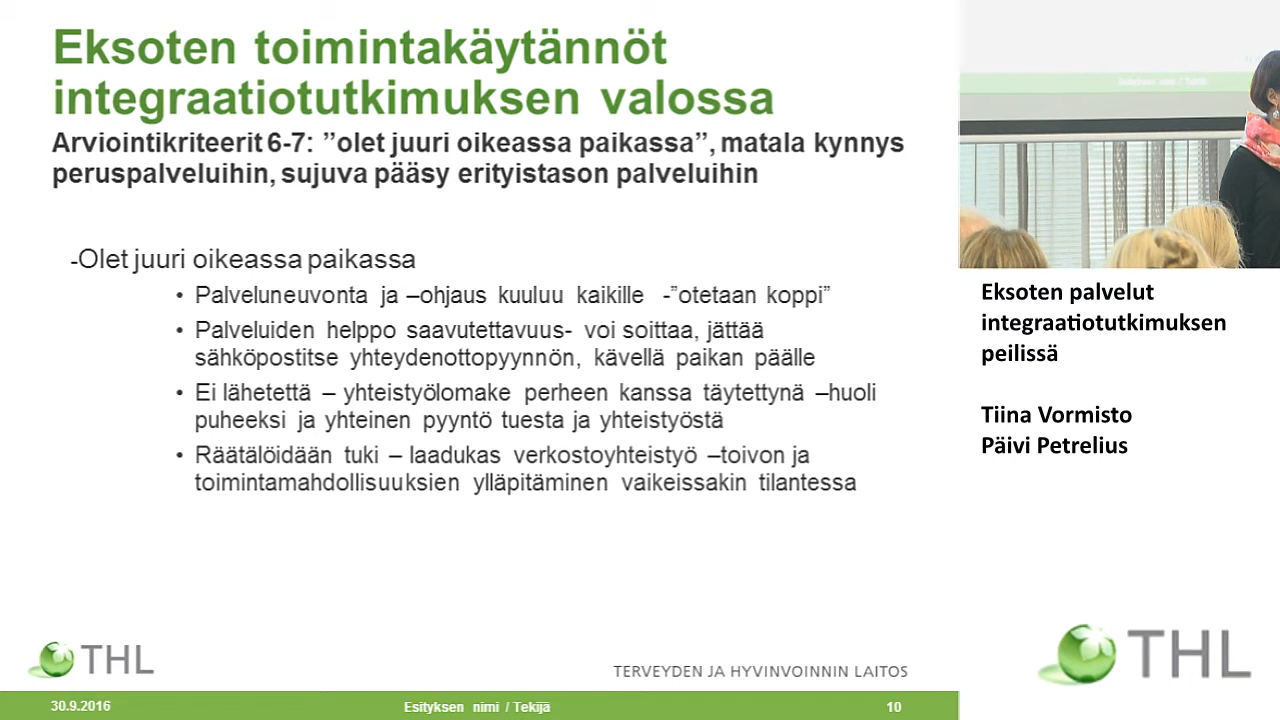 Eksoten toimintakäytännöt
integraatiotutkimuksen valossa
Arviointikriteerit 6-7: ”olet juuri oikeassa paikassa”, matala kynnys
peruspalveluihin, sujuva pääsy erityistason palveluihin
-Olet juuri oikeassa paikassa
• Palveluneuvonta ja –ohjaus kuuluu kaikille -”otetaan koppi”
• Palveluiden helppo saavutettavuus- voi soittaa, jättää
sähköpostitse yhteydenottopyynnön, kävellä paikan päälle
• Ei lähetettä – yhteistyölomake perheen kanssa täytettynä –huoli
puheeksi ja yhteinen pyyntö tuesta ja yhteistyöstä
• Räätälöidään tuki – laadukas verkostoyhteistyö –toivon ja
toimintamahdollisuuksien ylläpitäminen vaikeissakin tilantessa
THL
TERVEYDEN JA HYVINVOINNIN LAITOS
30.9.2016
Esityksen nimi / Tekijä
10
Eksoten palvelut
integraatiotutkimuksen
peilissä
Tiina Vormisto
Päivi Petrelius
THL